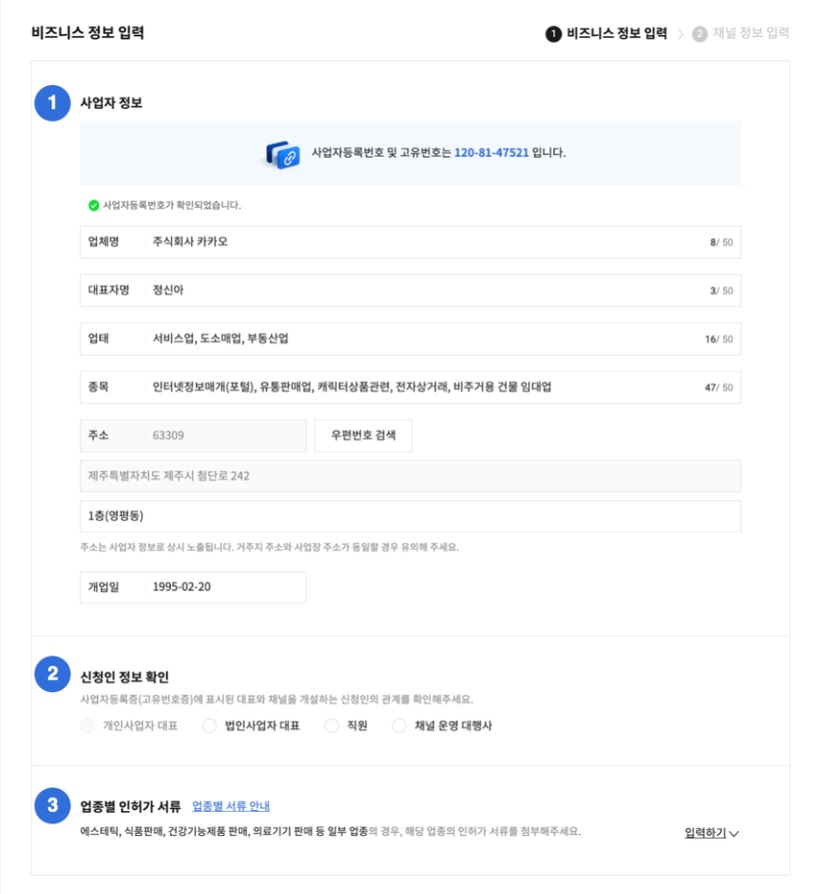 비즈니스 정보 입력
1 비즈니스 정보 입력 > 2 채널 정보 입력
1 사업자 정보
사업자등록번호 및 고유번호는 120-81-47521 입니다.
사업자등록번호가 확인되었습니다.
업체명 주식회사 카카오 8/ 50
대표자명 정신아 3/ 50
업태 서비스업, 도소매업, 부동산업 16/ 50
종목 인터넷정보매개(포털), 유통판매업, 캐릭터상품관련, 전자상거래, 비주거용 건물 임대업 47/ 50
주소 63309 우편번호 검색
제주특별자치도 제주시 첨단로 242
1층(영평동)
주소는 사업자 정보로 상시 노출됩니다. 거주지 주소와 사업장 주소가 동일할 경우 유의해 주세요.
개업일 1995-02-20
2 신청인 정보 확인
사업자등록증(고유번호증)에 표시된 대표와 채널을 개설하는 신청인의 관계를 확인해주세요.
개인사업자 대표 법인사업자 대표 직원 채널 운영 대행사
3 업종별 인허가 서류 업종별 서류 안내
에스테틱, 식품판매, 건강기능제품 판매, 의료기기 판매 등 일부 업종의 경우, 해당 업종의 인허가 서류를 첨부해주세요. 입력하기